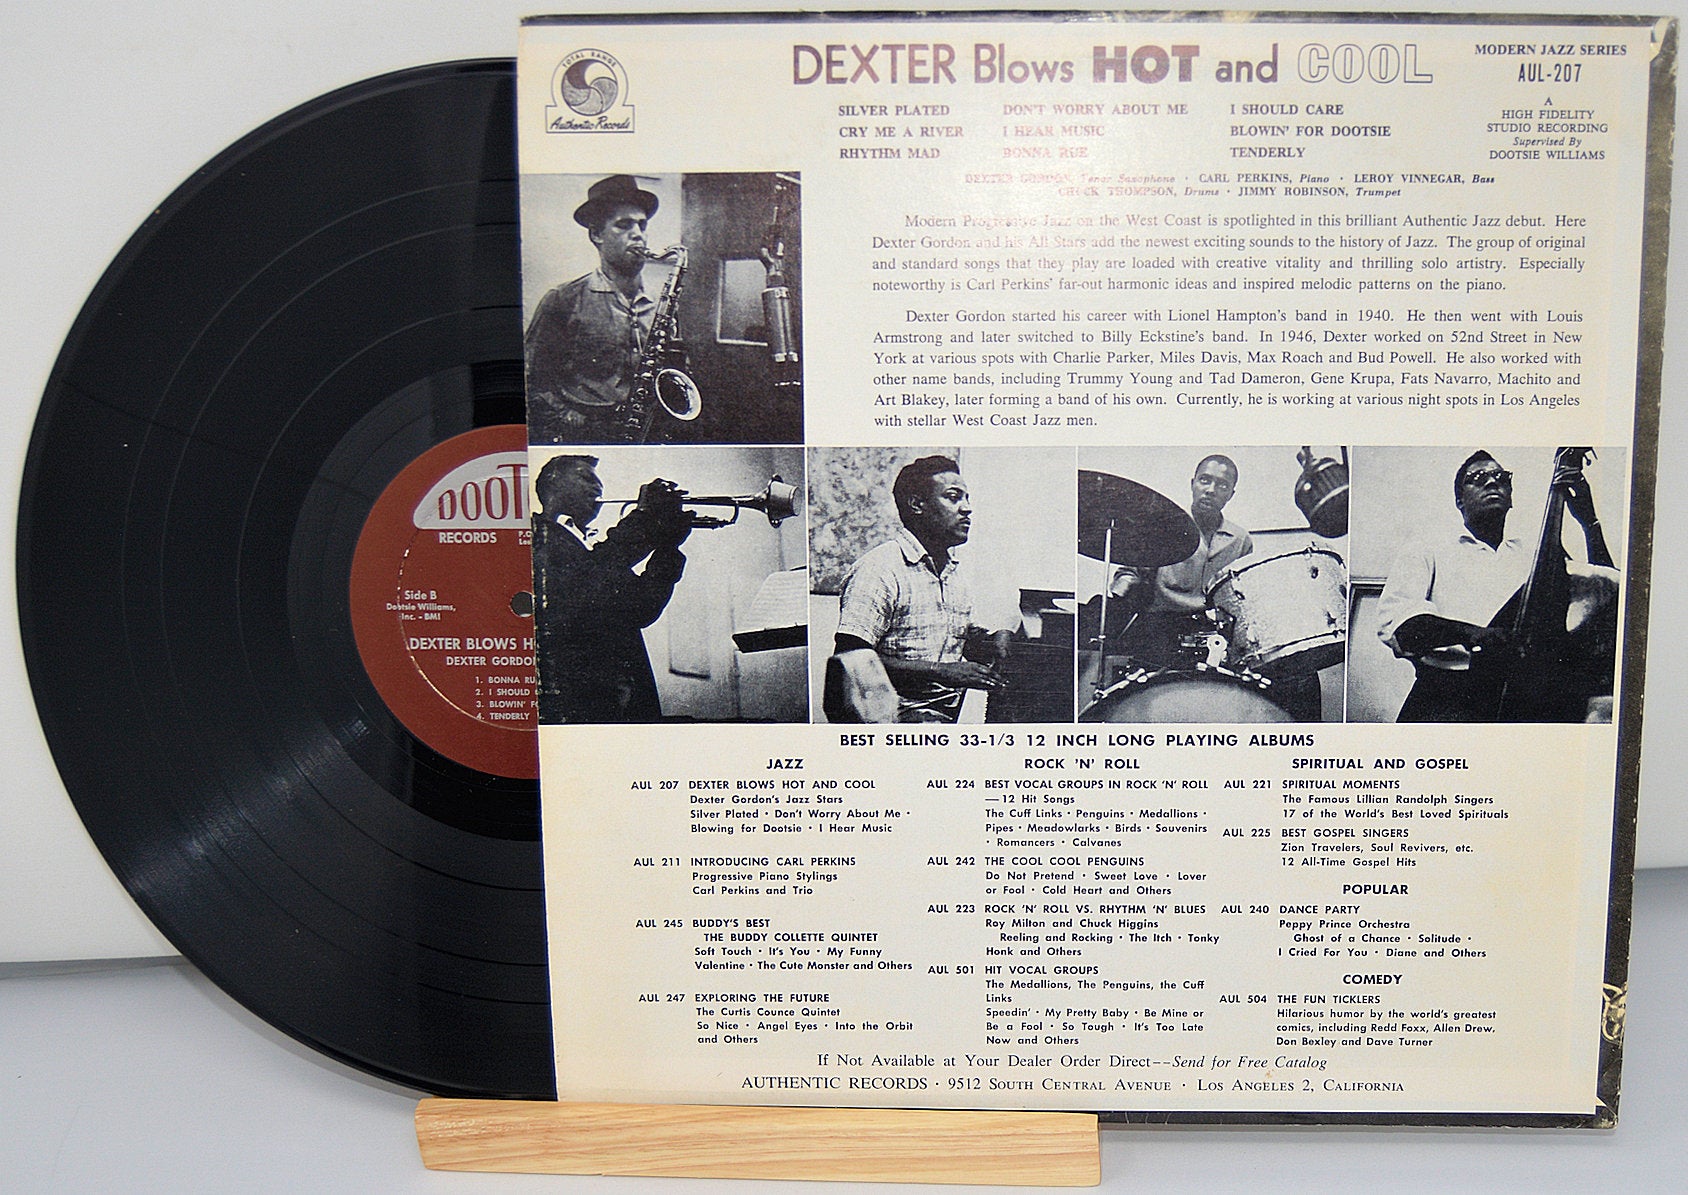 TOTAL RANGE
Authentic Records
DEXTER Blows HOT and COOL
MODERN JAZZ SERIES
AUL-207
A
HIGH FIDELITY
STUDIO RECORDING
Supervised By
DOOTSIE WILLIAMS
SILVER PLATED
CRY ME A RIVER
RHYTHM MAD
DON'T WORRY ABOUT ME
I HEAR MUSIC
BONNA RUE
I SHOULD CARE
BLOWIN' FOR DOOTSIE
TENDERLY
DEXTER GORDON, Tenor Saxophone · CARL PERKINS, Piano · LEROY VINNEGAR, Bass
CHUCK THOMPSON, Drums · JIMMY ROBINSON, Trumpet
Modern Progressive Jazz on the West Coast is spotlighted in this brilliant Authentic Jazz debut. Here
Dexter Gordon and his All Stars add the newest exciting sounds to the history of Jazz. The group of original
and standard songs that they play are loaded with creative vitality and thrilling solo artistry. Especially
noteworthy is Carl Perkins' far-out harmonic ideas and inspired melodic patterns on the piano.
Dexter Gordon started his career with Lionel Hampton's band in 1940. He then went with Louis
Armstrong and later switched to Billy Eckstine's band. In 1946, Dexter worked on 52nd Street in New
York at various spots with Charlie Parker, Miles Davis, Max Roach and Bud Powell. He also worked with
other name bands, including Trummy Young and Tad Dameron, Gene Krupa, Fats Navarro, Machito and
Art Blakey, later forming a band of his own. Currently, he is working at various night spots in Los Angeles
with stellar West Coast Jazz men.
DOOT
RECORDS
P.O
Los
Side B
Dootsie Williams,
Inc. - BMI
DEXTER BLOWS H
DEXTER GORDON
1. BONNA RU
2. I SHOULD
3. BLOWIN' F
4. TENDERLY
BEST SELLING 33-1/3 12 INCH LONG PLAYING ALBUMS
JAZZ
AUL 207 DEXTER BLOWS HOT AND COOL
Dexter Gordon's Jazz Stars
Silver Plated · Don't Worry About Me ·
Blowing for Dootsie · I Hear Music
AUL 211 INTRODUCING CARL PERKINS
Progressive Piano Stylings
Carl Perkins and Trio
AUL 245 BUDDY'S BEST
THE BUDDY COLLETTE QUINTET
Soft Touch · It's You · My Funny
Valentine · The Cute Monster and Others
AUL 247 EXPLORING THE FUTURE
The Curtis Counce Quintet
So Nice · Angel Eyes · Into the Orbit
and Others
ROCK 'N' ROLL
AUL 224 BEST VOCAL GROUPS IN ROCK 'N' ROLL
— 12 Hit Songs
The Cuff Links · Penguins · Medallions ·
Pipes · Meadowlarks · Birds · Souvenirs
· Romancers · Calvanes
AUL 242 THE COOL COOL PENGUINS
Do Not Pretend · Sweet Love · Lover
or Fool · Cold Heart and Others
AUL 223 ROCK 'N' ROLL VS. RHYTHM 'N' BLUES
Roy Milton and Chuck Higgins
Reeling and Rocking · The Itch · Tonky
Honk and Others
AUL 501 HIT VOCAL GROUPS
The Medallions, The Penguins, the Cuff
Links
Speedin' · My Pretty Baby · Be Mine or
Be a Fool · So Tough · It's Too Late
Now and Others
SPIRITUAL AND GOSPEL
AUL 221 SPIRITUAL MOMENTS
The Famous Lillian Randolph Singers
17 of the World's Best Loved Spirituals
AUL 225 BEST GOSPEL SINGERS
Zion Travelers, Soul Revivers, etc.
12 All-Time Gospel Hits
POPULAR
AUL 240 DANCE PARTY
Peppy Prince Orchestra
Ghost of a Chance · Solitude ·
I Cried For You · Diane and Others
COMEDY
AUL 504 THE FUN TICKLERS
Hilarious humor by the world's greatest
comics, including Redd Foxx, Allen Drew,
Don Bexley and Dave Turner
If Not Available at Your Dealer Order Direct--Send for Free Catalog
AUTHENTIC RECORDS · 9512 SOUTH CENTRAL AVENUE · LOS ANGELES 2, CALIFORNIA